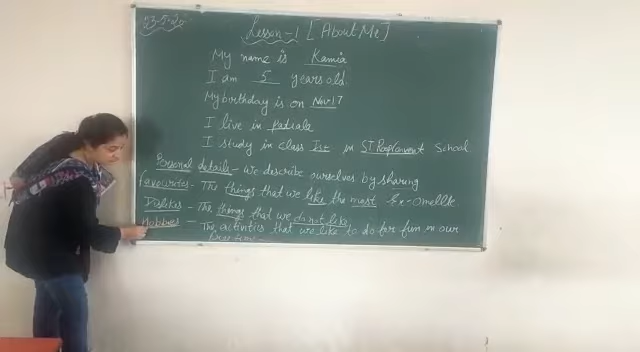 Lesson-1 [About Me]
My name is Kamia
I am 5 years old.
My birthday is on Nov 17
I live in Patiala
I study in class Ist in ST School
Personal details - We describe ourselves by sharing
favourites - The things that we like the most Ex-
Dislikes - The things that we do not like
Hobbies - The activities that we like to do for fun in our
free time